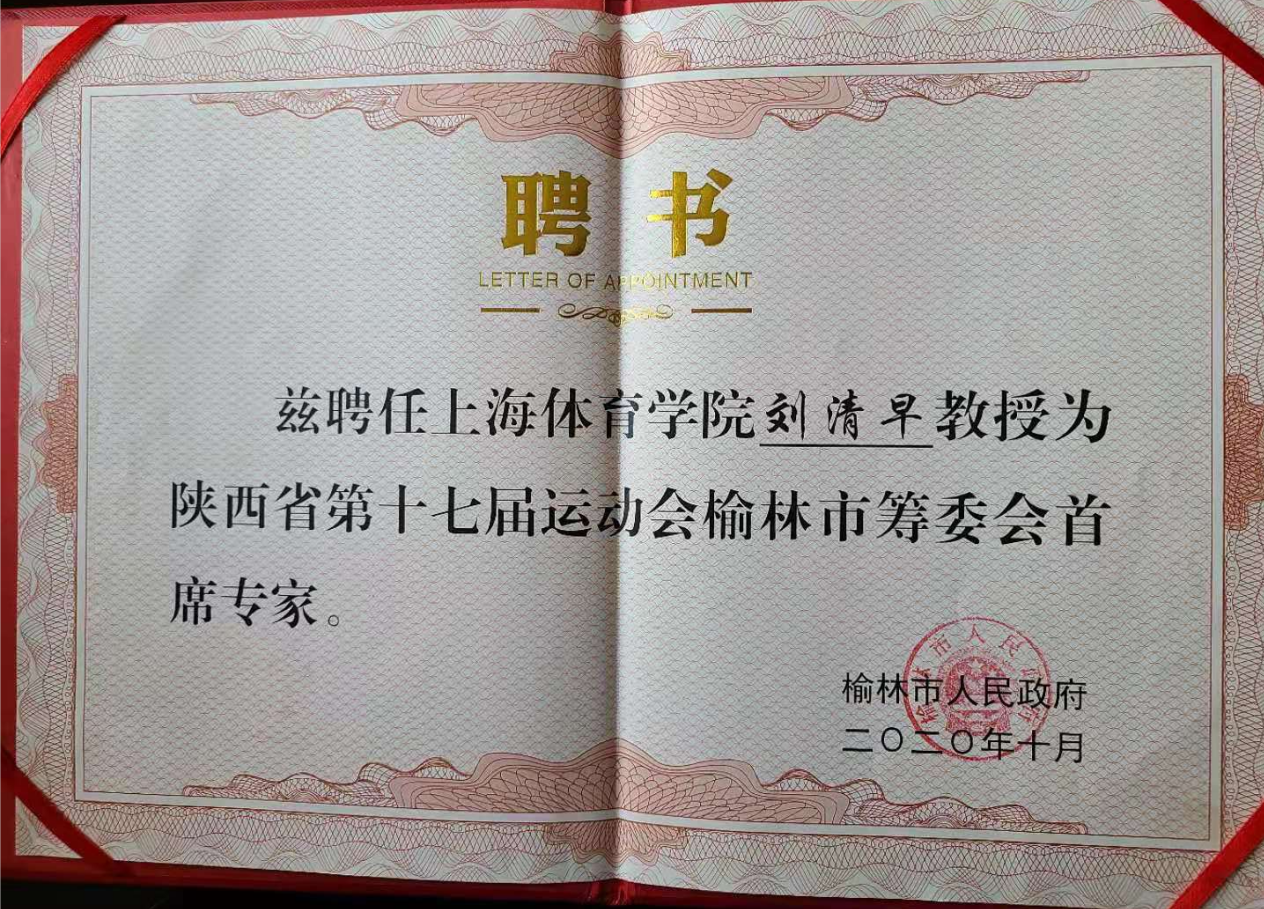 聘书
LETTER OF APPOINTMENT
兹聘任上海体育学院刘清早教授为
陕西省第十七届运动会榆林市筹委会首
席专家。
榆林市人民政府
二〇二〇年十月